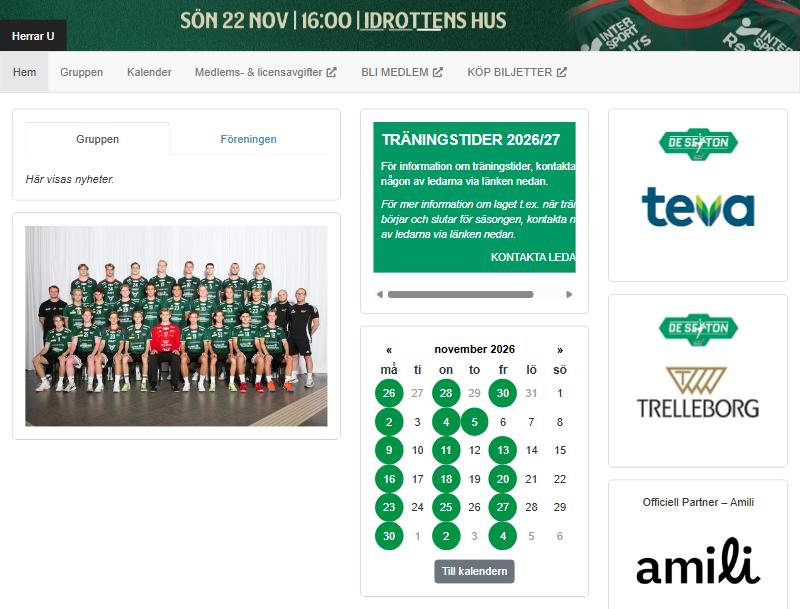 SÖN 22 NOV | 16:00 | IDROTTENS HUS
Herrar U
INTER
SPORT
INTER
SPORT
Hem
Gruppen
Kalender
Medlems- & licensavgifter
BLI MEDLEM
KÖP BILJETTER
Gruppen
Föreningen
Här visas nyheter.
TRÄNINGSTIDER 2026/27
För information om träningstider, kontakta
någon av ledarna via länken nedan.
För mer information om laget t.ex. när trän
börjar och slutar för säsongen, kontakta n
av ledarna via länken nedan.
KONTAKTA LEDA
« november 2026 »
må ti on to fr lö sö
26 27 28 29 30 31 1
2 3 4 5 6 7 8
9 10 11 12 13 14 15
16 17 18 19 20 21 22
23 24 25 26 27 28 29
30 1 2 3 4 5 6
Till kalendern
teva
TRELLEBORG
Officiell Partner – Amili
amili